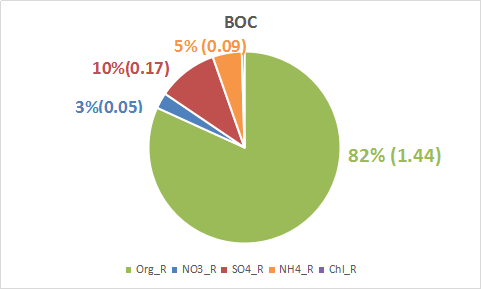 BOC
5% (0.09)
10%(0.17)
3%(0.05)
82% (1.44)
Org_R NO3_R SO4_R NH4_R Chl_R